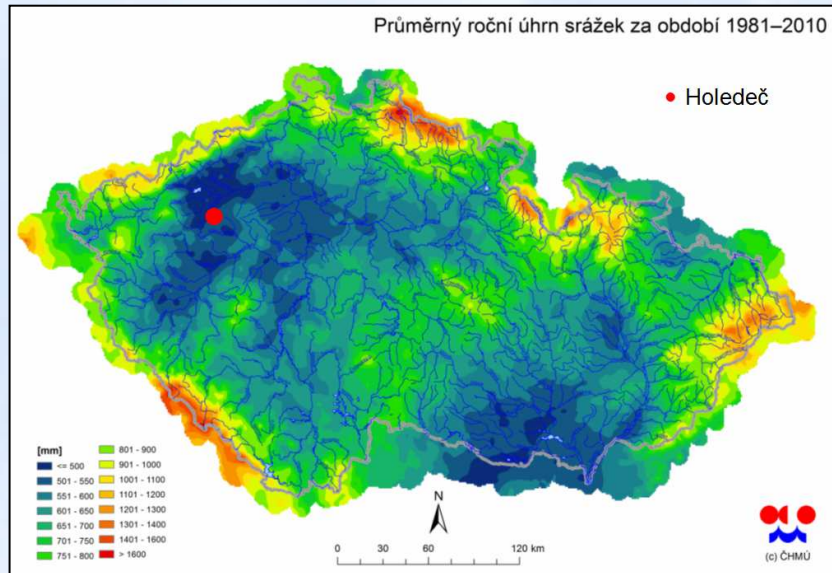 Průměrný roční úhrn srážek za období 1981–2010
Holedeč
[mm]
<= 500
501 - 550
551 - 600
601 - 650
651 - 700
701 - 750
751 - 800
801 - 900
901 - 1000
1001 - 1100
1101 - 1200
1201 - 1300
1301 - 1400
1401 - 1600
> 1600
N
0 30 60 120 km
(c) ČHMÚ